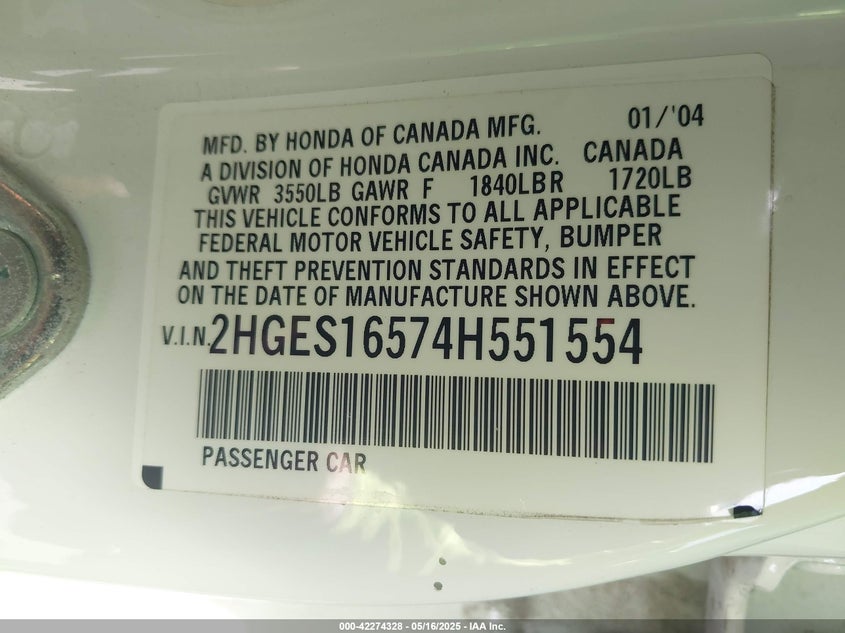 MFD. BY HONDA OF CANADA MFG. 01/'04
A DIVISION OF HONDA CANADA INC. CANADA
GVWR 3550LB GAWR F 1840LBR 1720LB
THIS VEHICLE CONFORMS TO ALL APPLICABLE
FEDERAL MOTOR VEHICLE SAFETY, BUMPER
AND THEFT PREVENTION STANDARDS IN EFFECT
ON THE DATE OF MANUFACTURE SHOWN ABOVE.
V.I.N. 2HGES16574H551554
PASSENGER CAR
000-42274328 - 05/16/2025 - IAA Inc.